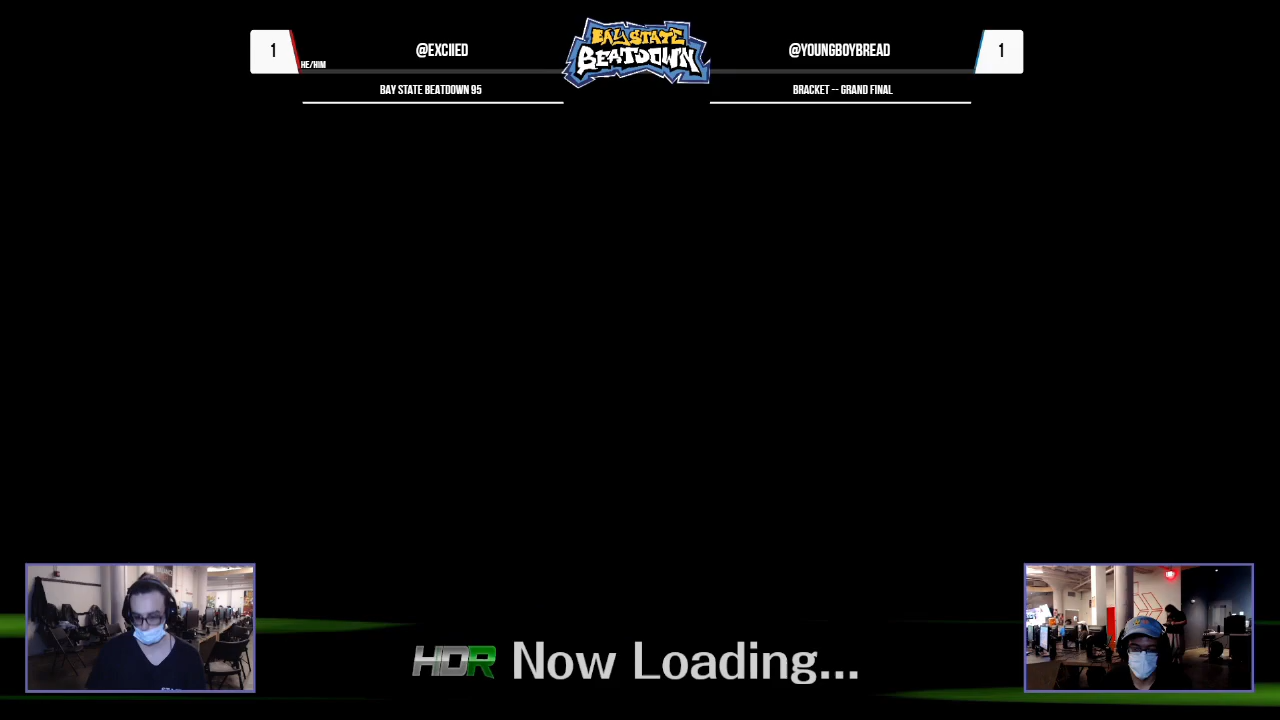 1
@EXCIIED
HE/HIM
BAY STATE
BEATDOWN
@YOUNGBOYBREAD
1
BAY STATE BEATDOWN 95
BRACKET -- GRAND FINAL
HDR Now Loading...